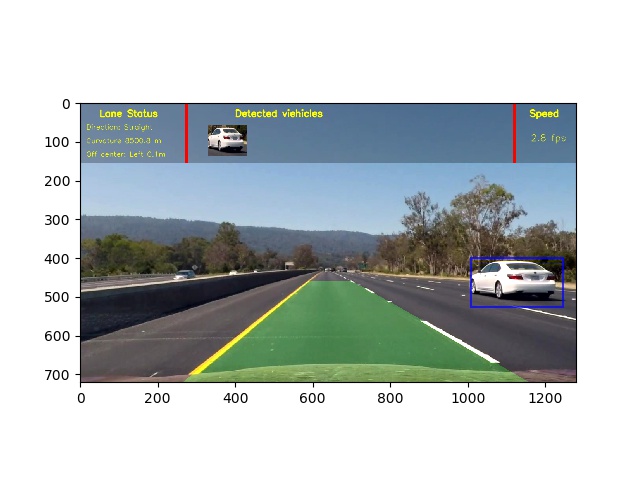 Lane Status
Detected viehicles
Speed
Direction: Straight
Curvature: 8500.8 m
2.6 fps
Off center: Left 0.1m
0
100
200
300
400
500
600
700
0
200
400
600
800
1000
1200